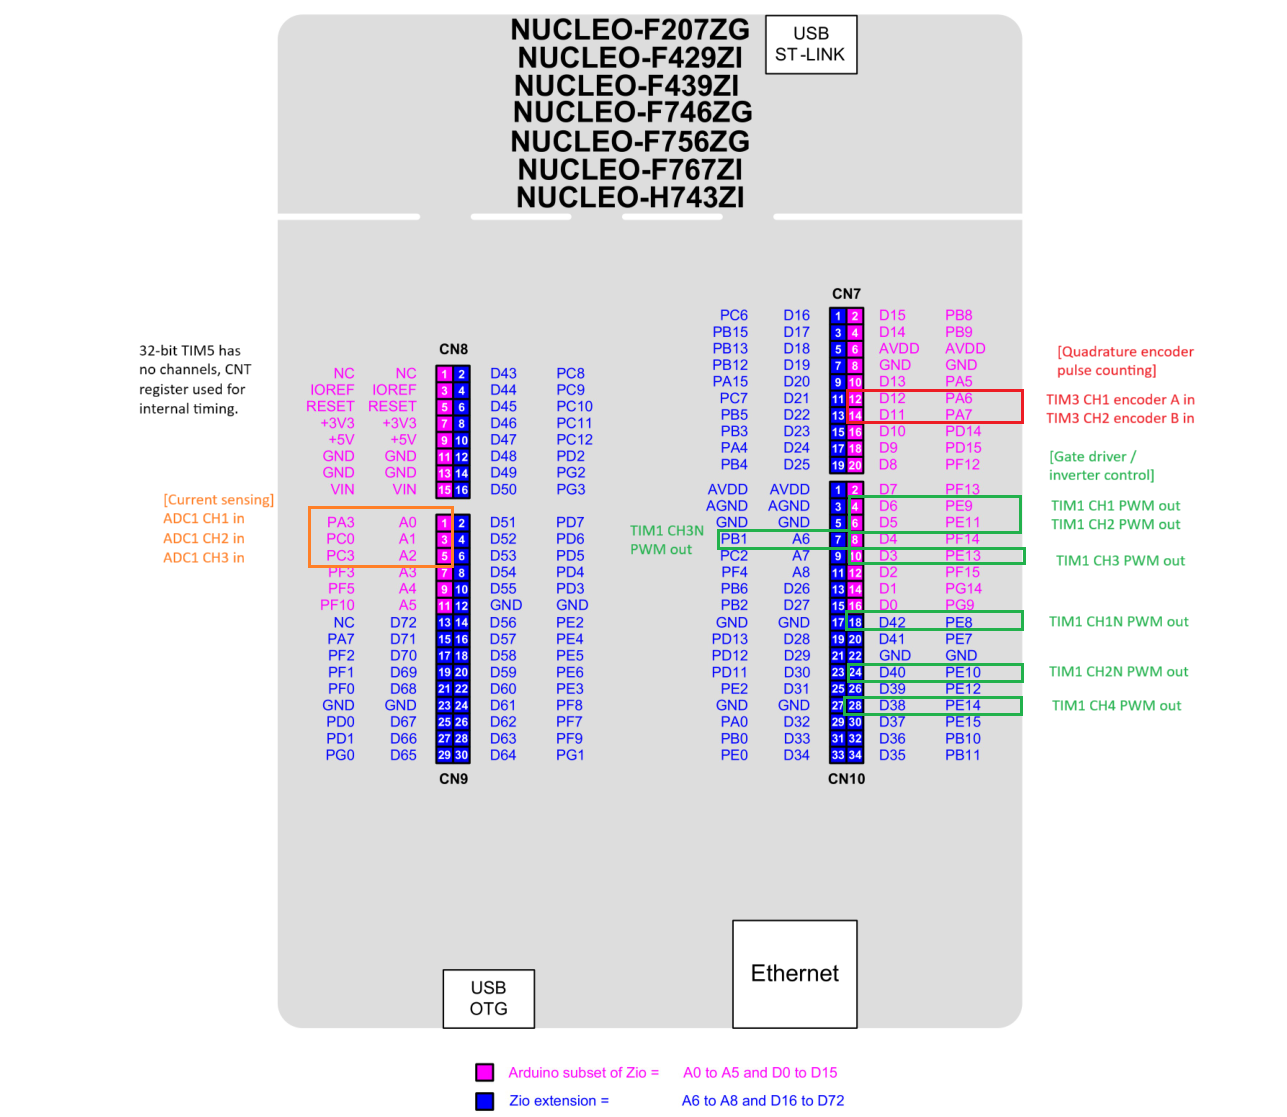 NUCLEO-F207ZG
NUCLEO-F429ZI
NUCLEO-F439ZI
NUCLEO-F746ZG
NUCLEO-F756ZG
NUCLEO-F767ZI
NUCLEO-H743ZI
USB
ST-LINK
32-bit TIM5 has
no channels, CNT
register used for
internal timing.
CN8
NC NC 1 2 D43 PC8
IOREF IOREF 3 4 D44 PC9
RESET RESET 5 6 D45 PC10
+3V3 +3V3 7 8 D46 PC11
+5V +5V 9 10 D47 PC12
GND GND 11 12 D48 PD2
GND GND 13 14 D49 PG2
VIN VIN 15 16 D50 PG3
[Current sensing]
ADC1 CH1 in
ADC1 CH2 in
ADC1 CH3 in
PA3 A0 1 2 D51 PD7
PC0 A1 3 4 D52 PD6
PC3 A2 5 6 D53 PD5
PF3 A3 7 8 D54 PD4
PF5 A4 9 10 D55 PD3
PF10 A5 11 12 GND GND
NC D72 13 14 D56 PE2
PA7 D71 15 16 D57 PE4
PF2 D70 17 18 D58 PE5
PF1 D69 19 20 D59 PE6
PF0 D68 21 22 D60 PE3
GND GND 23 24 D61 PF8
PD0 D67 25 26 D62 PF7
PD1 D66 27 28 D63 PF9
PG0 D65 29 30 D64 PG1
CN9
CN7
PC6 D16 1 2 D15 PB8
PB15 D17 3 4 D14 PB9
PB13 D18 5 6 AVDD AVDD
PB12 D19 7 8 GND GND
PA15 D20 9 10 D13 PA5
PC7 D21 11 12 D12 PA6
PB5 D22 13 14 D11 PA7
PB3 D23 15 16 D10 PD14
PA4 D24 17 18 D9 PD15
PB4 D25 19 20 D8 PF12
[Quadrature encoder
pulse counting]
TIM3 CH1 encoder A in
TIM3 CH2 encoder B in
[Gate driver /
inverter control]
TIM1 CH1 PWM out
TIM1 CH2 PWM out
TIM1 CH3N
PWM out
TIM1 CH3 PWM out
TIM1 CH1N PWM out
TIM1 CH2N PWM out
TIM1 CH4 PWM out
AVDD AVDD 1 2 D7 PF13
AGND AGND 3 4 D6 PE9
GND GND 5 6 D5 PE11
PB1 A6 7 8 D4 PF14
PC2 A7 9 10 D3 PE13
PF4 A8 11 12 D2 PF15
PB6 D26 13 14 D1 PG14
PB2 D27 15 16 D0 PG9
GND GND 17 18 D42 PE8
PD13 D28 19 20 D41 PE7
PD12 D29 21 22 GND GND
PD11 D30 23 24 D40 PE10
PE2 D31 25 26 D39 PE12
GND GND 27 28 D38 PE14
PA0 D32 29 30 D37 PE15
PB0 D33 31 32 D36 PB10
PE0 D34 33 34 D35 PB11
CN10
USB
OTG
Ethernet
Arduino subset of Zio = A0 to A5 and D0 to D15
Zio extension = A6 to A8 and D16 to D72